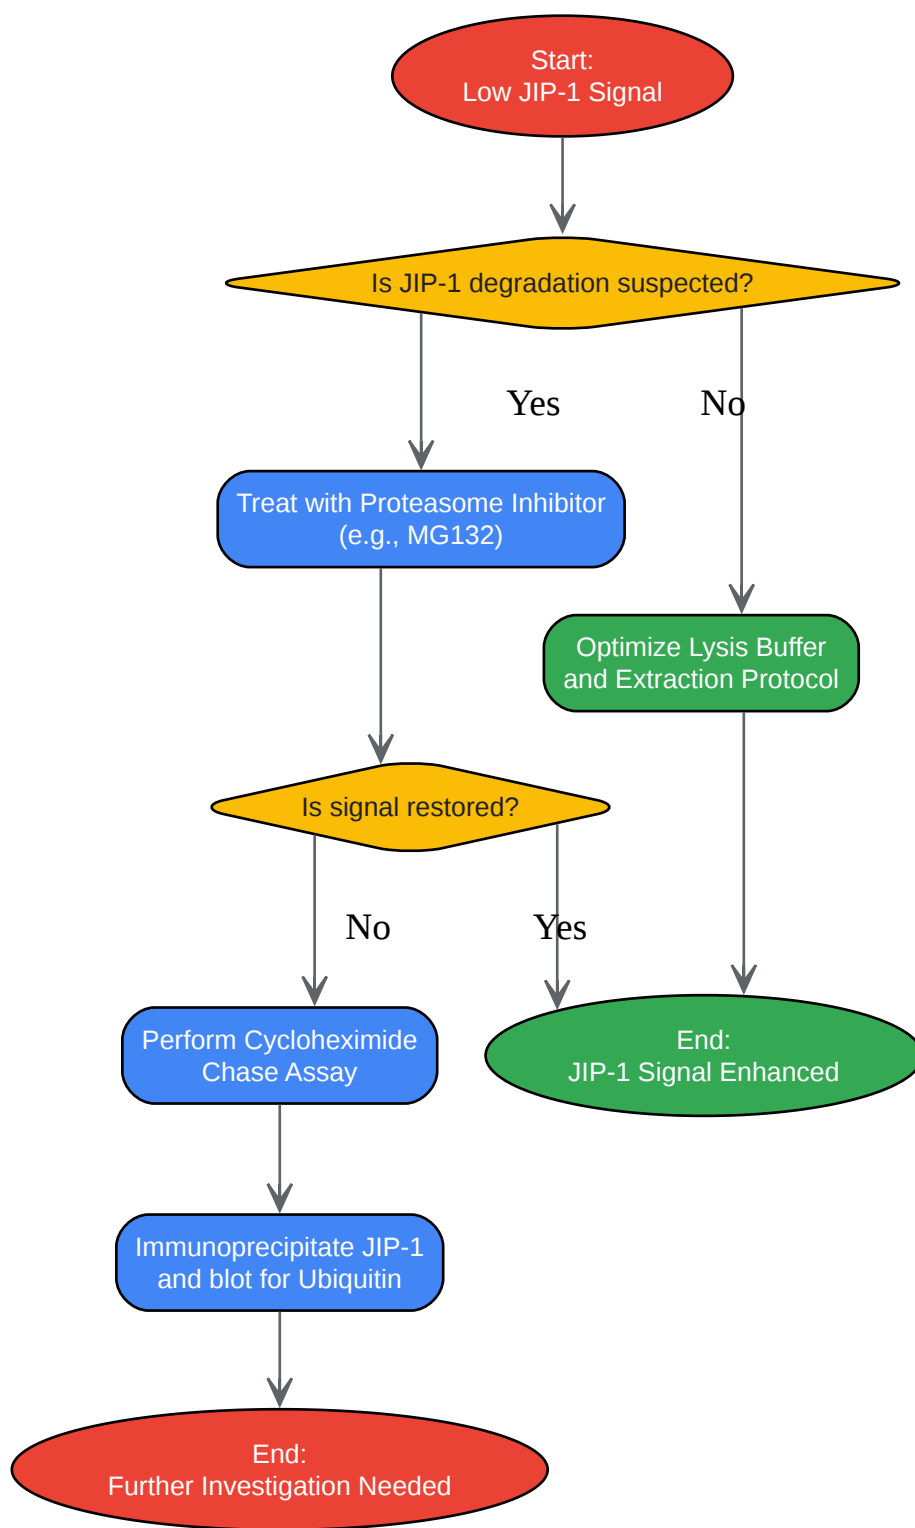 Start:
Low JIP-1 Signal
Is JIP-1 degradation suspected?
Yes
No
Treat with Proteasome Inhibitor
(e.g., MG132)
Optimize Lysis Buffer
and Extraction Protocol
Is signal restored?
No
Yes
Perform Cycloheximide
Chase Assay
End:
JIP-1 Signal Enhanced
Immunoprecipitate JIP-1
and blot for Ubiquitin
End:
Further Investigation Needed